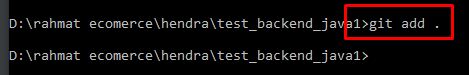 D:\rahmat ecomerce\hendra\test_backend_java1>git add .
D:\rahmat ecomerce\hendra\test_backend_java1>